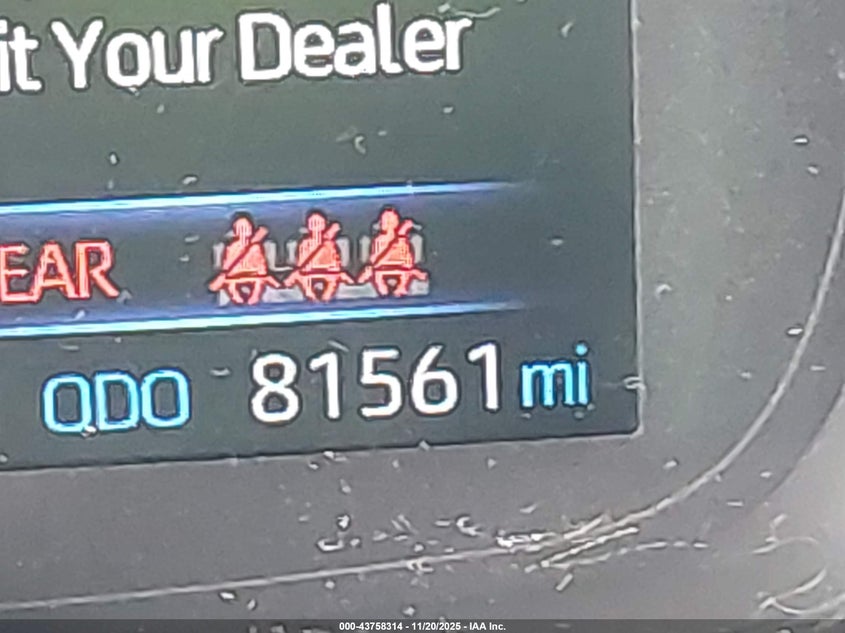 it Your Dealer
EAR
ODO 81561 mi
000-43758314 - 11/20/2025 - IAA Inc.